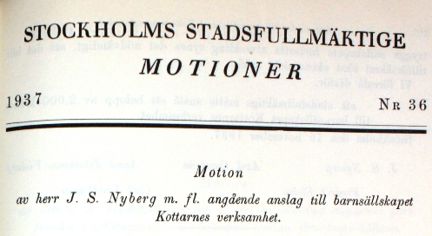 STOCKHOLMS STADSFULLMÄKTIGE
MOTIONER
1937 NR 36
Motion
av herr J. S. Nyberg m. fl. angående anslag till barnsällskapet
Kottarnes verksamhet.